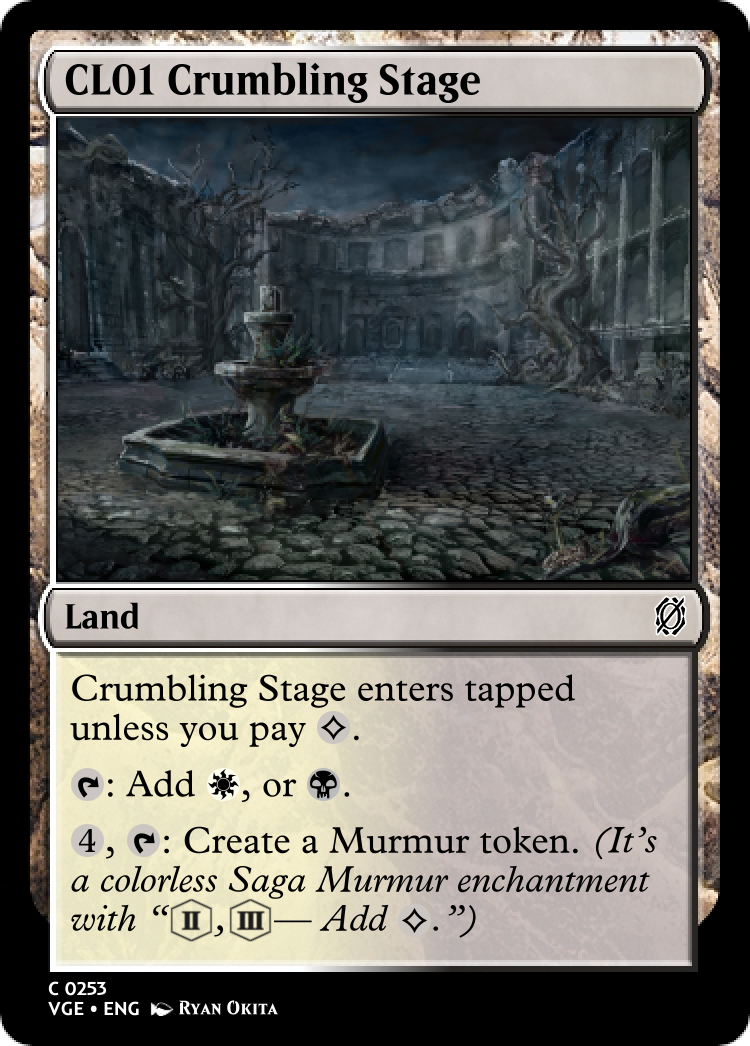 CL01 Crumbling Stage
Land
Crumbling Stage enters tapped
unless you pay .
: Add , or .
4, : Create a Murmur token. (It's
a colorless Saga Murmur enchantment
with “II, III— Add .”)
C 0253
VGE • ENG Ryan Okita